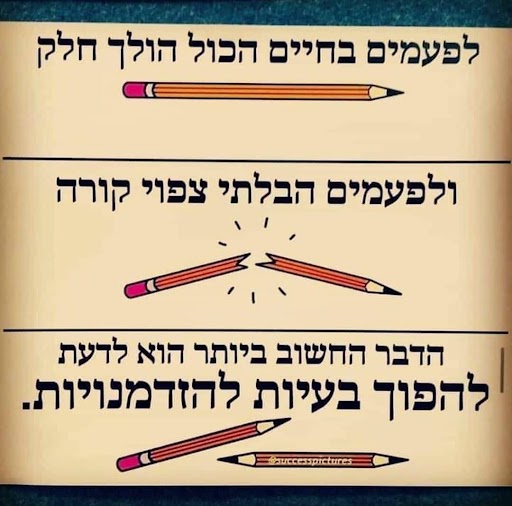 לפעמים בחיים הכול הולך חלק
ולפעמים הבלתי צפוי קורה
הדבר החשוב ביותר הוא לדעת
להפוך בעיות להזדמנויות.
@successpictures